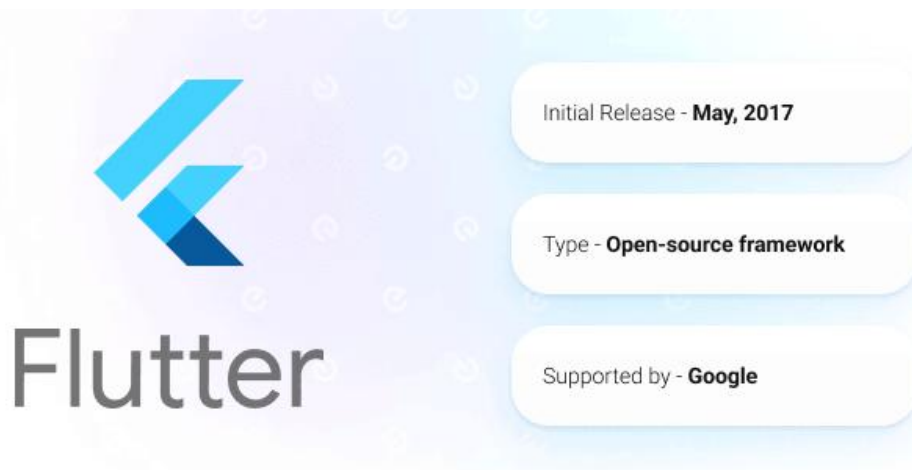 Flutter
Initial Release - May, 2017
Type - Open-source framework
Supported by - Google